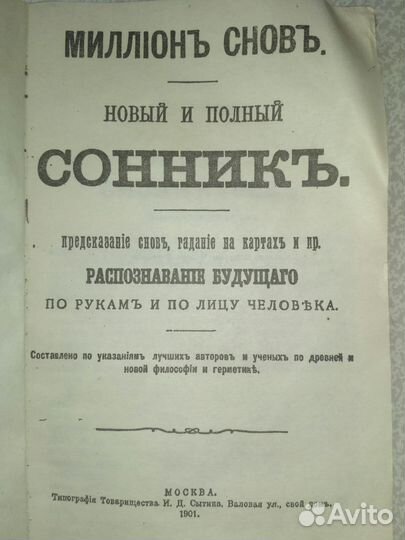 МИЛЛІОНЪ СНОВЪ.
НОВЫЙ И ПОЛНЫЙ
СОННИКЪ.
Предсказаніе сновъ, гаданіе на картахъ и пр.
РАСПОЗНАВАНІЕ БУДУЩАГО
ПО РУКАМЪ И ПО ЛИЦУ ЧЕЛОВѢКА.
Составлено по указаніямъ лучшихъ авторовъ и ученыхъ по древней и
новой философіи и герметикѣ.
МОСКВА.
Типографія Товарищества И. Д. Сытина, Валовая ул., свой домъ.
1901.
Avito